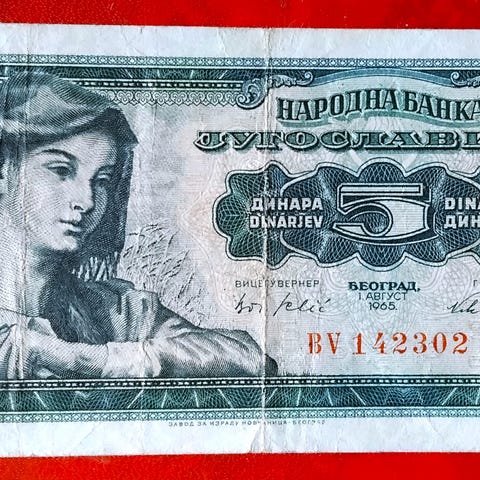 НАРОДНА БАНКА
ЈУГОСЛАВИ
ДИНАРА 5 DINA
DINARJEV ДИН
ВИЦЕГУВЕРНЕР БЕОГРАД, Г
1. АВГУСТ
1965.
BV 142302
ЗАВОД ЗА ИЗРАДУ НОВЧАНИЦА-БЕОГРАД